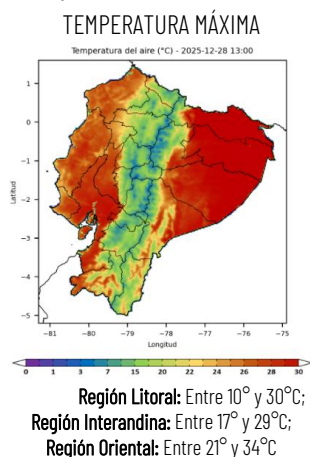 TEMPERATURA MÁXIMA
Temperatura del aire (°C) - 2025-12-28 13:00
1
0
−1
−2
−3
−4
−5
Latitud
−81 −80 −79 −78 −77 −76 −75
Longitud
0 1 3 7 15 20 22 24 26 28 30
Región Litoral: Entre 10° y 30°C;
Región Interandina: Entre 17° y 29°C;
Región Oriental: Entre 21° y 34°C